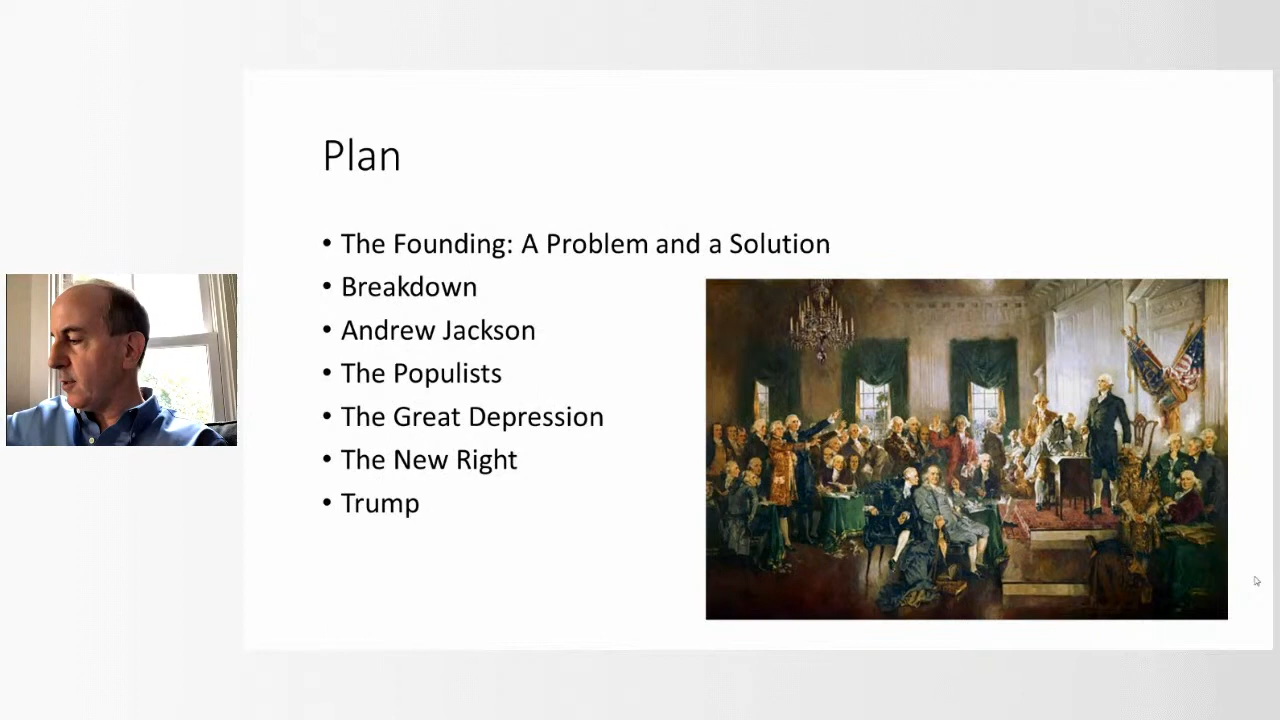 Plan
• The Founding: A Problem and a Solution
• Breakdown
• Andrew Jackson
• The Populists
• The Great Depression
• The New Right
• Trump